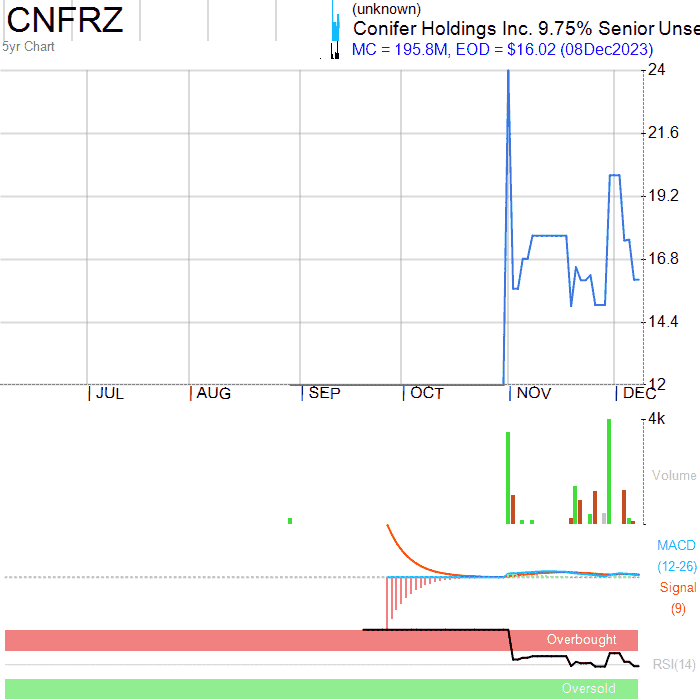 CNFRZ
5yr Chart
(unknown)
Conifer Holdings Inc. 9.75% Senior Unse
MC = 195.8M, EOD = $16.02 (08Dec2023)
24
21.6
19.2
16.8
14.4
12
JUL
AUG
SEP
OCT
NOV
DEC
4k
Volume
MACD
(12-26)
Signal
(9)
Overbought
RSI(14)
Oversold